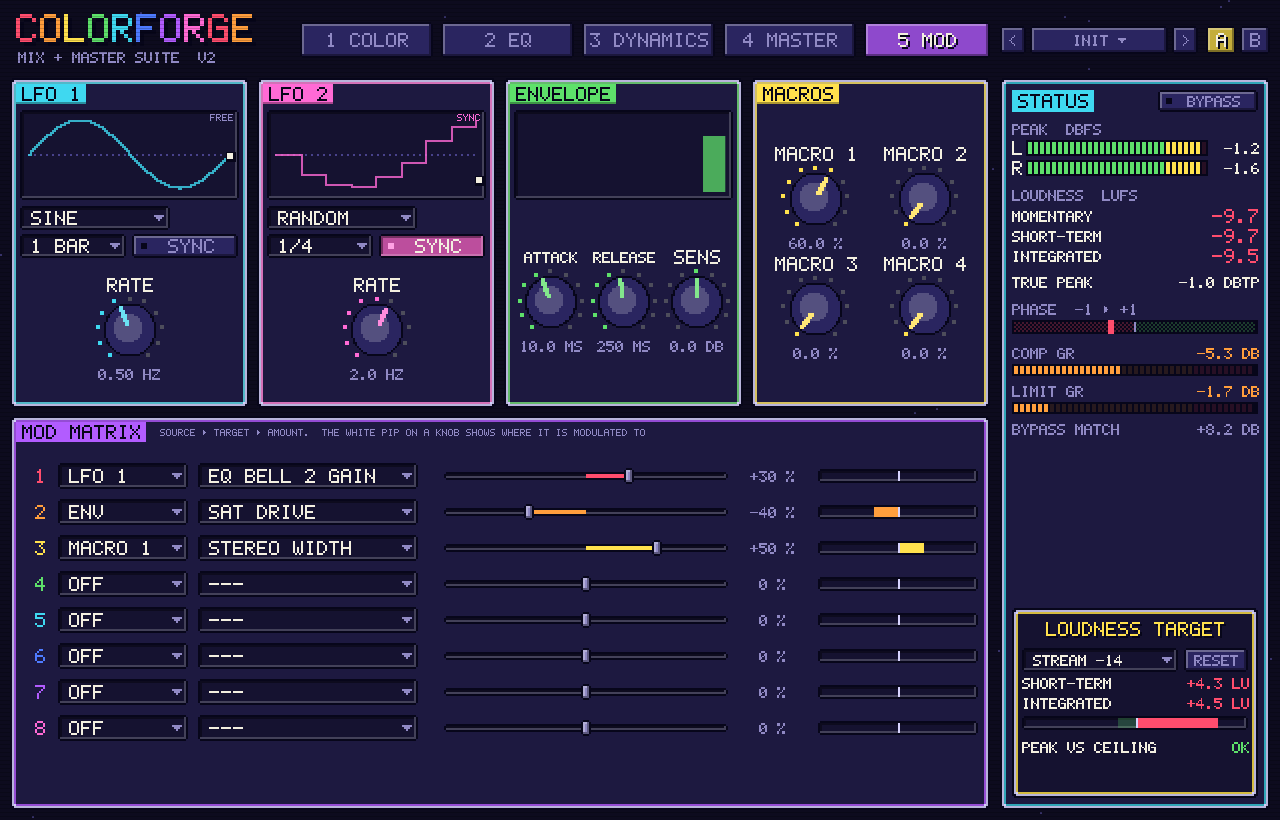 COLORFORGE
MIX + MASTER SUITE V2
1 COLOR
2 EQ
3 DYNAMICS
4 MASTER
5 MOD
<
INIT
>
A
B
LFO 1
FREE
SINE
1 BAR
SYNC
RATE
0.50 HZ
LFO 2
SYNC
RANDOM
1/4
SYNC
RATE
2.0 HZ
ENVELOPE
ATTACK RELEASE SENS
10.0 MS 250 MS 0.0 DB
MACROS
MACRO 1 MACRO 2
60.0 % 0.0 %
MACRO 3 MACRO 4
0.0 % 0.0 %
STATUS
BYPASS
PEAK DBFS
L -1.2
R -1.6
LOUDNESS LUFS
MOMENTARY -9.7
SHORT-TERM -9.7
INTEGRATED -9.5
TRUE PEAK -1.0 DBTP
PHASE -1 ▸ +1
COMP GR -5.3 DB
LIMIT GR -1.7 DB
BYPASS MATCH +8.2 DB
MOD MATRIX
SOURCE ▸ TARGET ▸ AMOUNT. THE WHITE PIP ON A KNOB SHOWS WHERE IT IS MODULATED TO
1 LFO 1 EQ BELL 2 GAIN +30 %
2 ENV SAT DRIVE -40 %
3 MACRO 1 STEREO WIDTH +50 %
4 OFF --- 0 %
5 OFF --- 0 %
6 OFF --- 0 %
7 OFF --- 0 %
8 OFF --- 0 %
LOUDNESS TARGET
STREAM -14
RESET
SHORT-TERM +4.3 LU
INTEGRATED +4.5 LU
PEAK VS CEILING OK